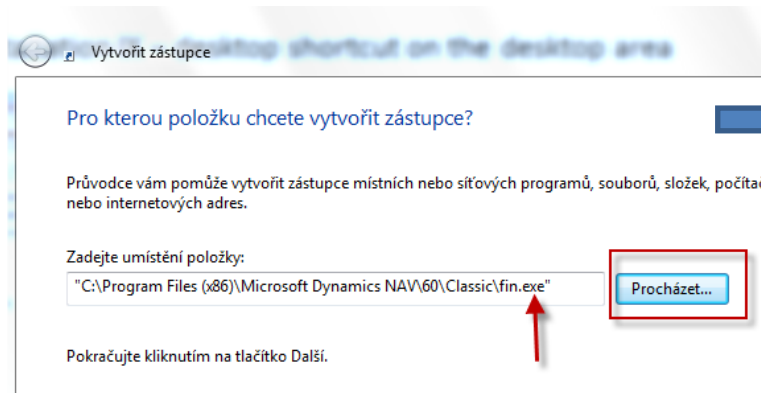 desktop shortcut on the desktop area
Vytvořit zástupce
Pro kterou položku chcete vytvořit zástupce?
Průvodce vám pomůže vytvořit zástupce místních nebo síťových programů, souborů, složek,
nebo internetových adres.
Zadejte umístění položky:
"C:\Program Files (x86)\Microsoft Dynamics NAV\60\Classic\fin.exe"
Procházet...
Pokračujte kliknutím na tlačítko Další.